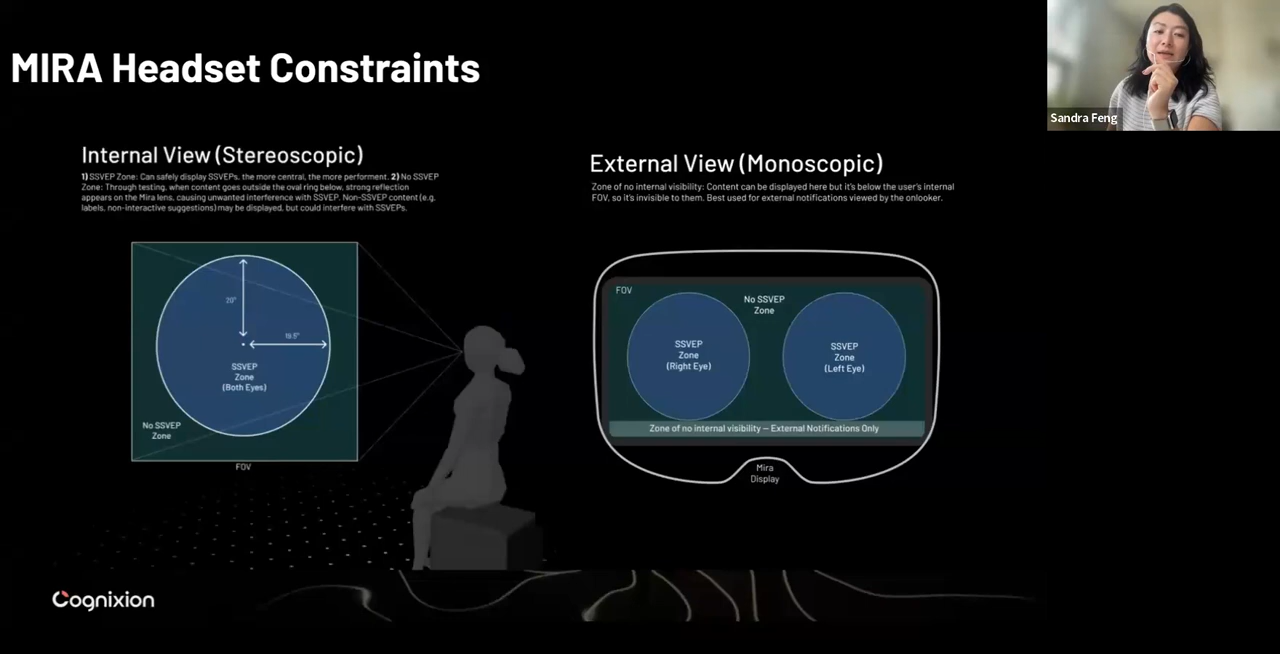 MIRA Headset Constraints
Sandra Feng
Internal View (Stereoscopic)
1) SSVEP Zone: Can safely display SSVEPs, the more central, the more performent. 2) No SSVEP
Zone: Through testing, when content goes outside the oval ring below, strong reflection
appears on the Mira lens, causing unwanted interference with SSVEP. Non-SSVEP content (e.g.
labels, non-interactive suggestions) may be displayed, but could interfere with SSVEPs.
20°
19.5°
SSVEP
Zone
(Both Eyes)
No SSVEP
Zone
FOV
External View (Monoscopic)
Zone of no internal visibility: Content can be displayed here but it's below the user's internal
FOV, so it's invisible to them. Best used for external notifications viewed by the onlooker.
FOV
No SSVEP
Zone
SSVEP
Zone
(Right Eye)
SSVEP
Zone
(Left Eye)
Zone of no internal visibility – External Notifications Only
Mira
Display
Cognixion